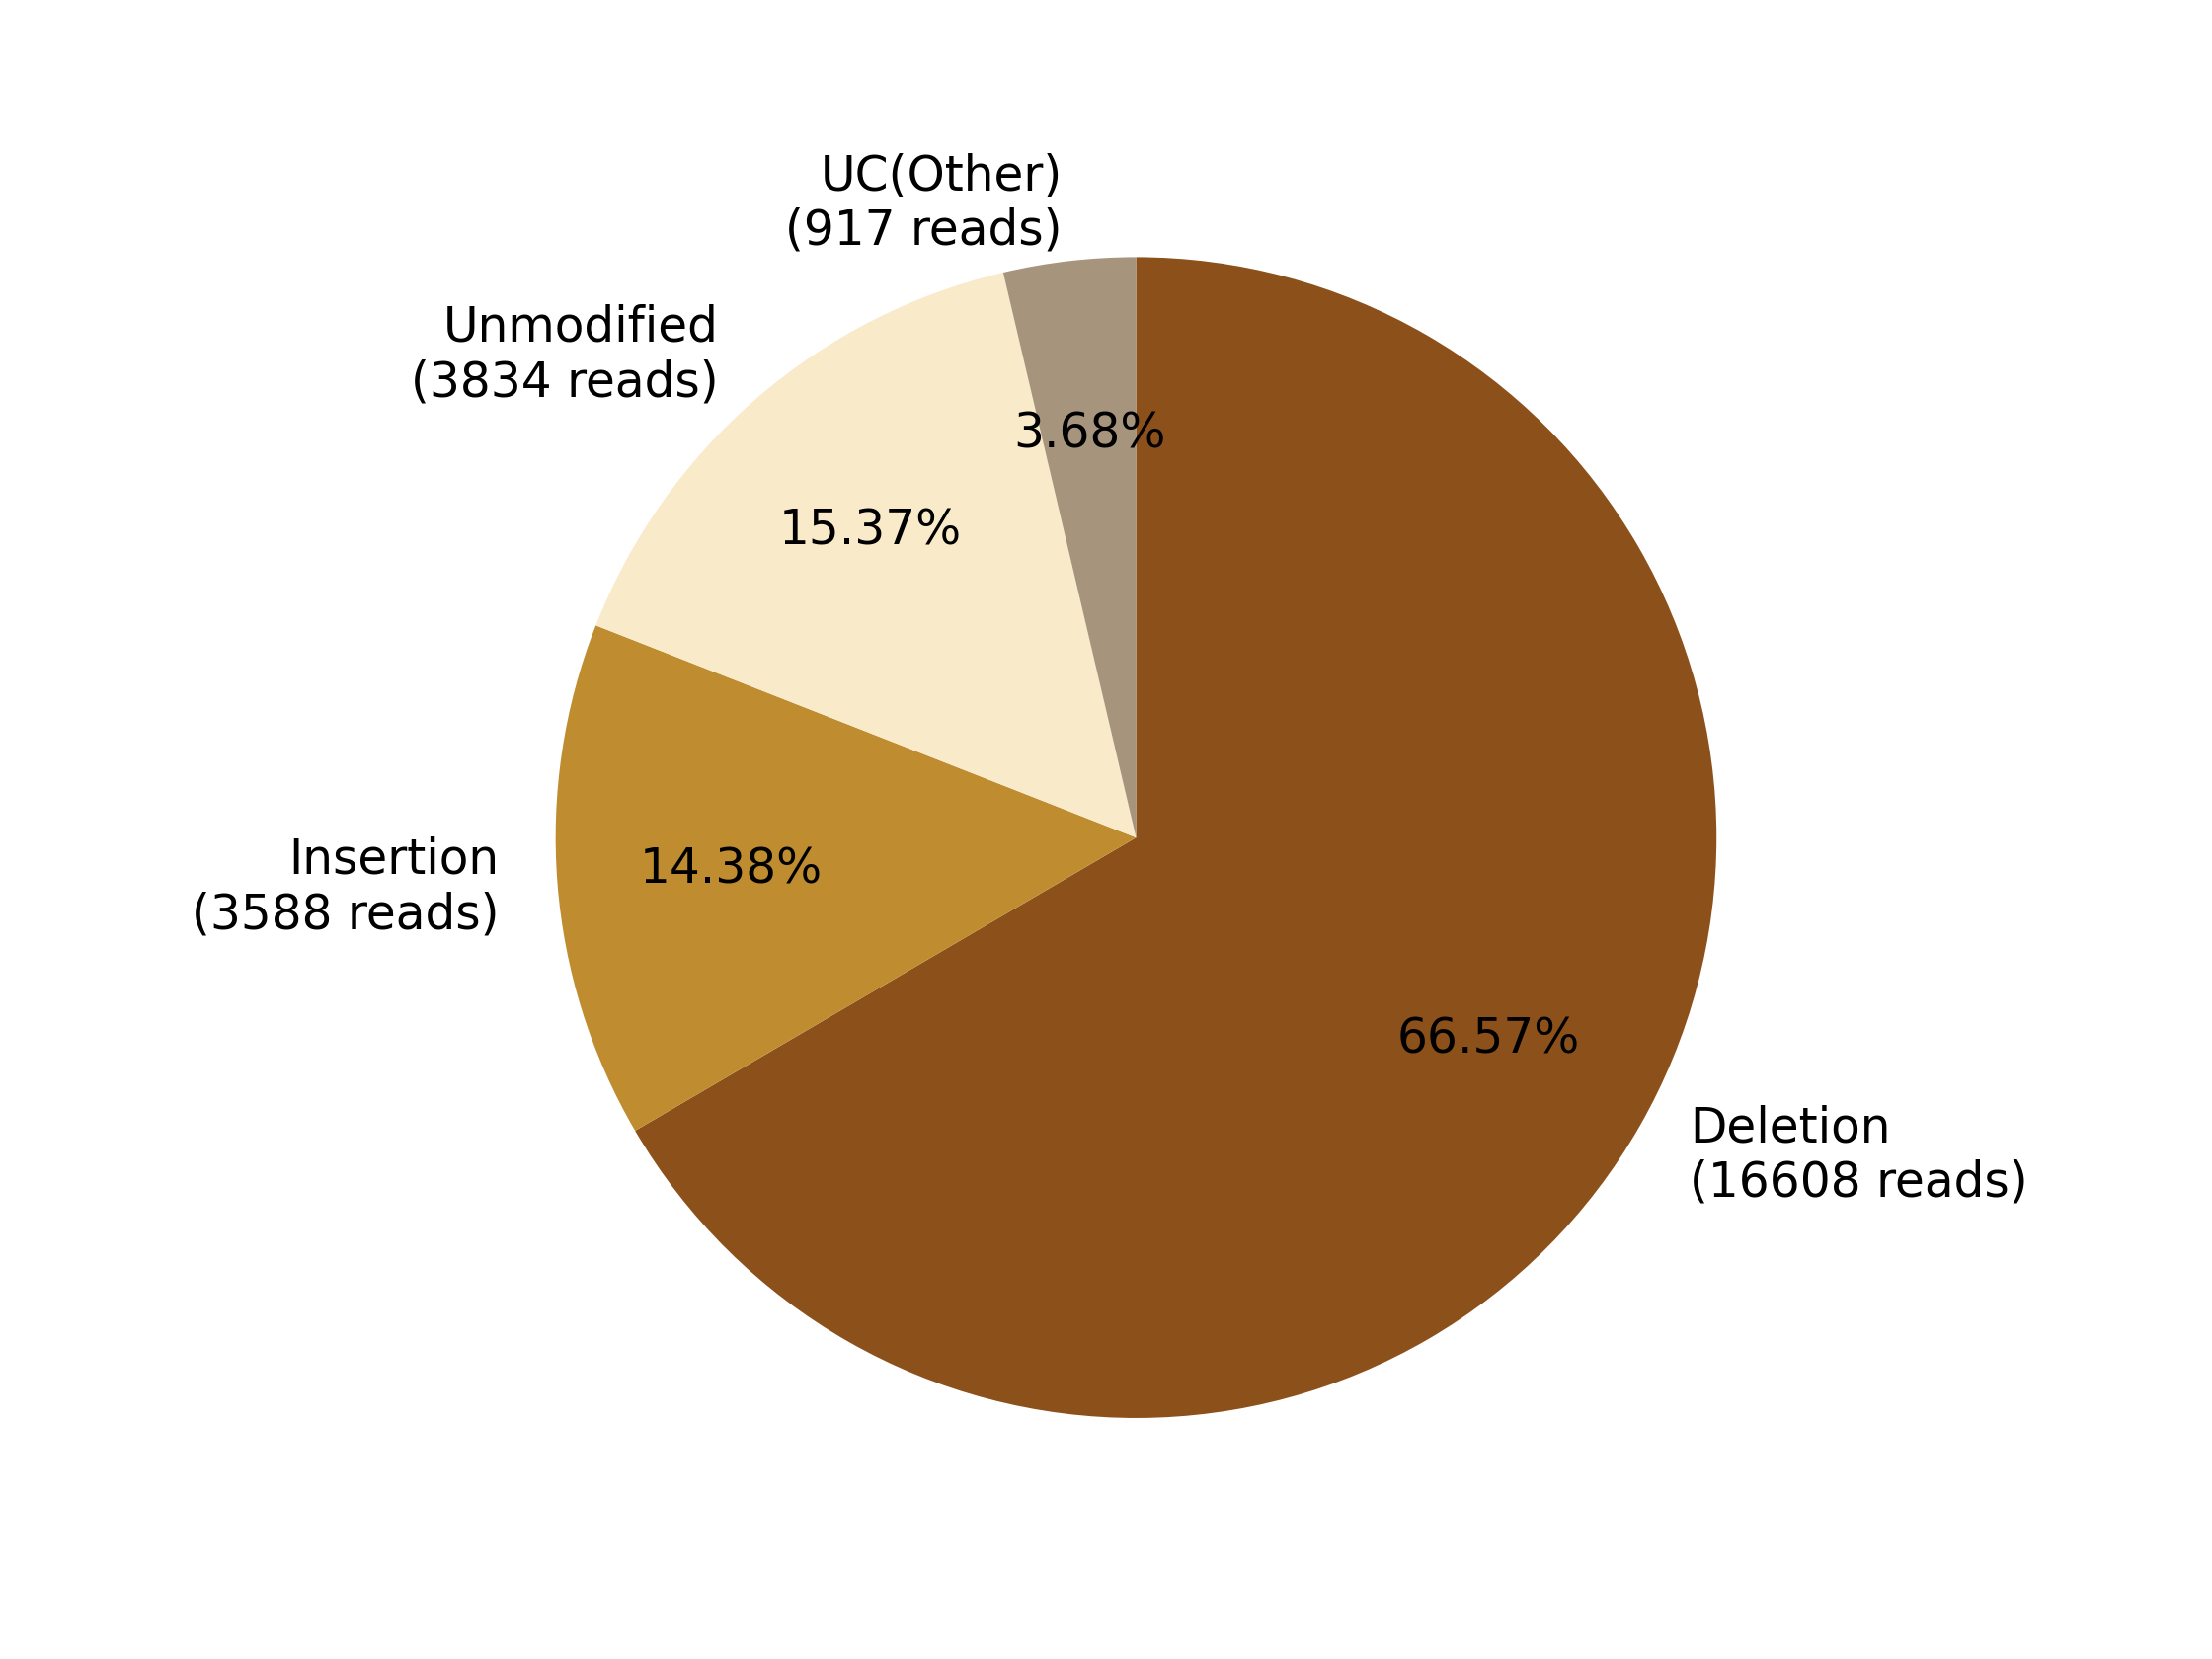 UC(Other)
(917 reads)
Unmodified
(3834 reads)
3.68%
15.37%
Insertion
(3588 reads)
14.38%
66.57%
Deletion
(16608 reads)